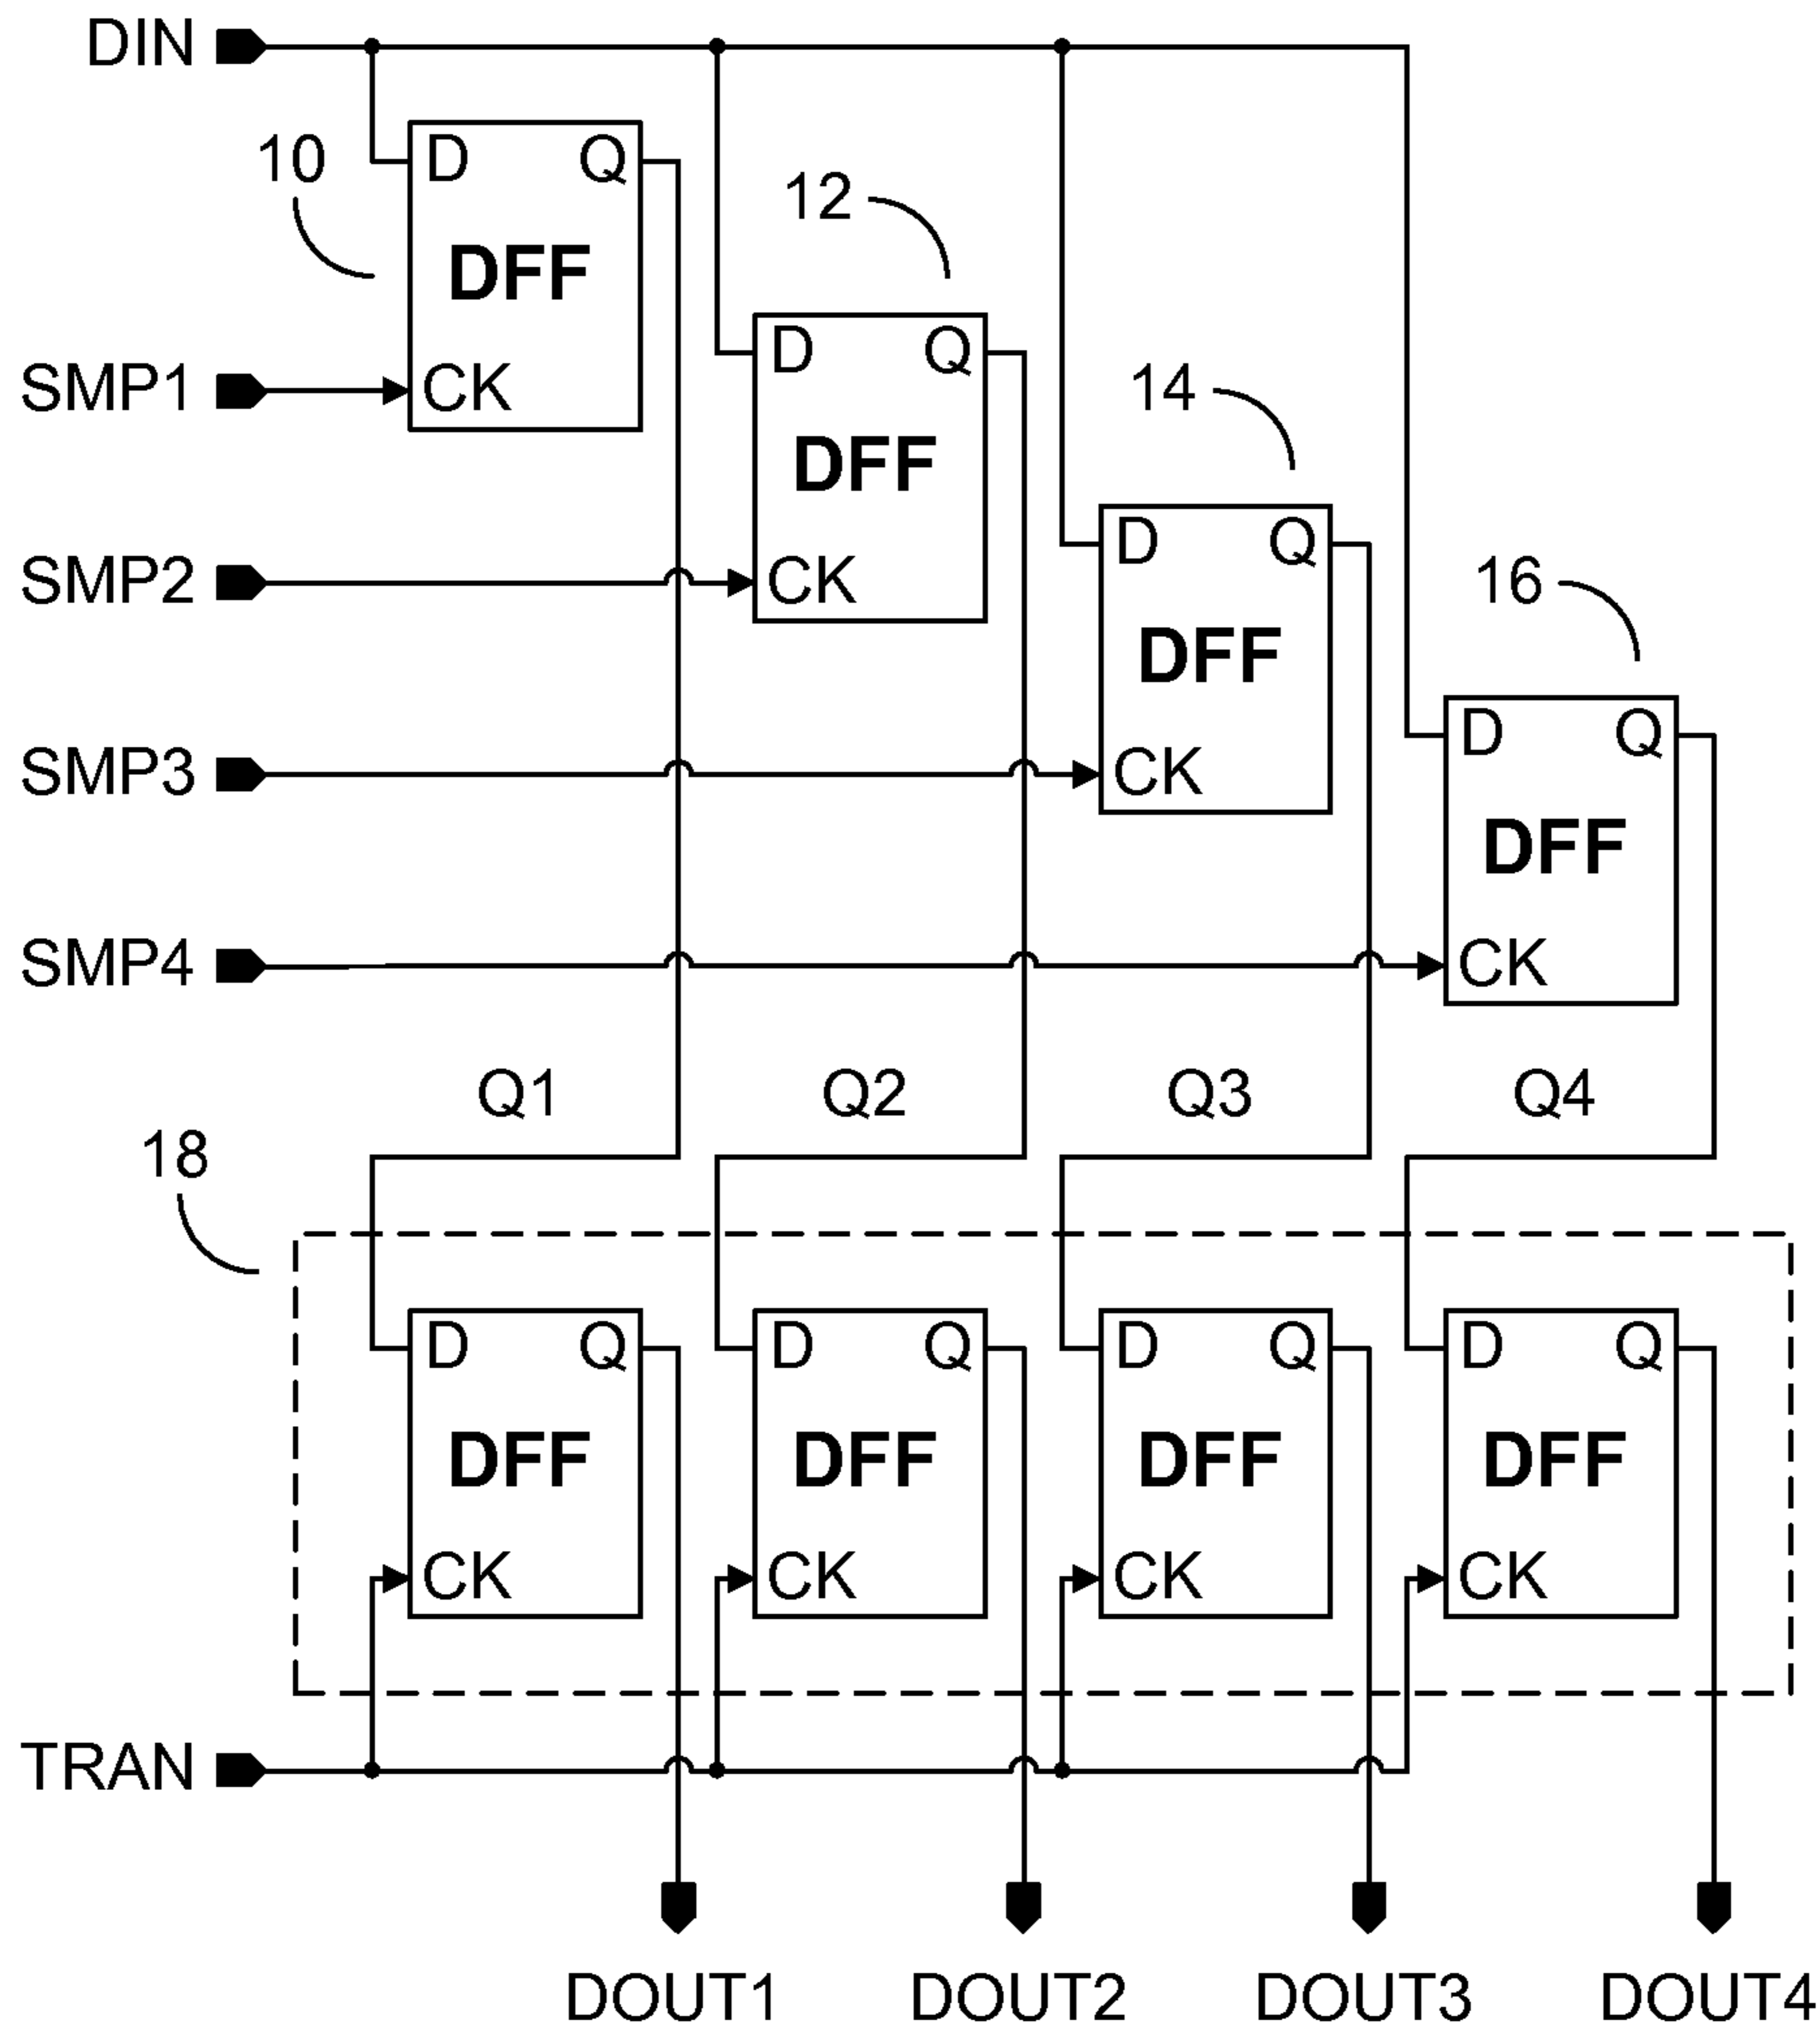 DIN
10
D Q
DFF
SMP1
CK
12
D Q
DFF
SMP2
CK
14
D Q
DFF
SMP3
CK
16
D Q
DFF
SMP4
CK
Q1 Q2 Q3 Q4
18
D Q D Q D Q D Q
DFF DFF DFF DFF
CK CK CK CK
TRAN
DOUT1 DOUT2 DOUT3 DOUT4